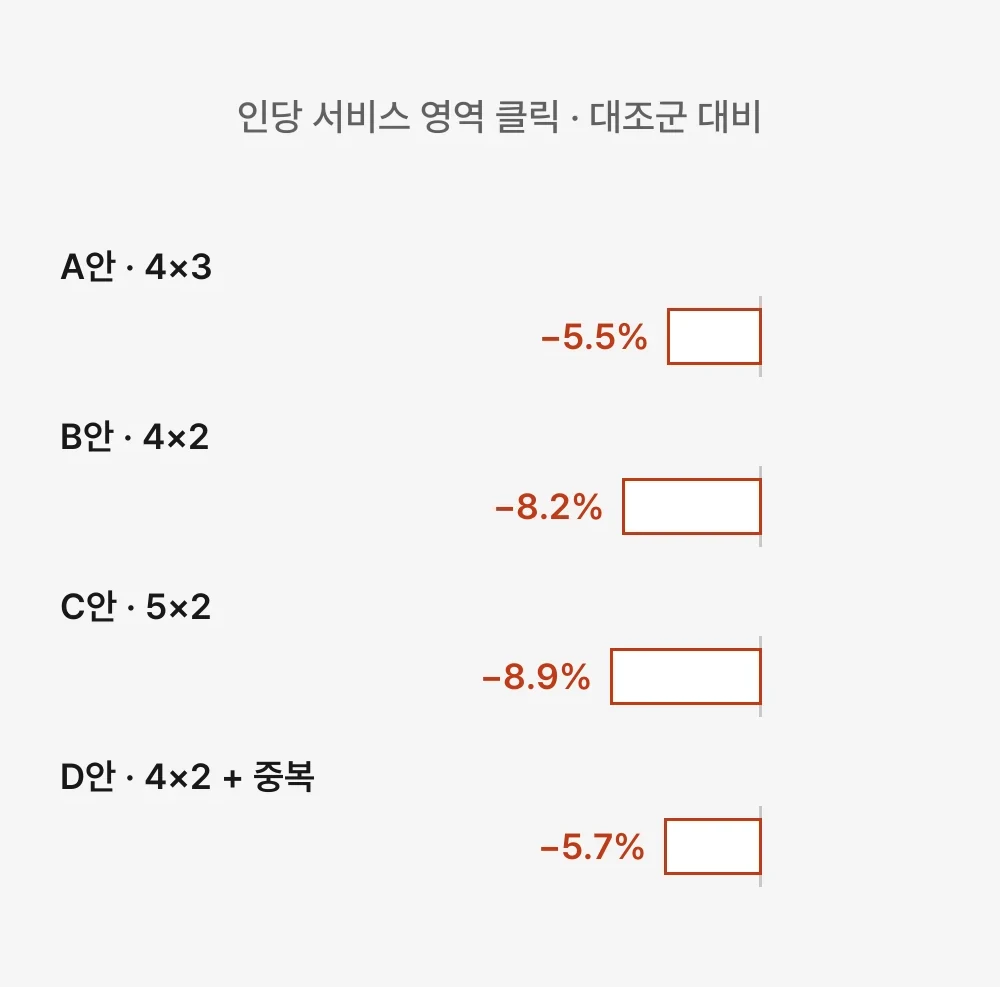 인당 서비스 영역 클릭 · 대조군 대비
A안 · 4×3
−5.5%
B안 · 4×2
−8.2%
C안 · 5×2
−8.9%
D안 · 4×2 + 중복
−5.7%